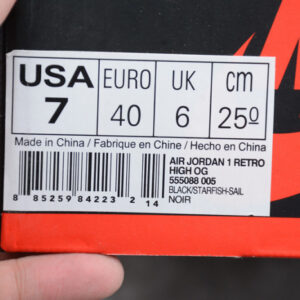 USA EURO UK cm
7 40 6 25º
Made in China / Fabrique en Chine / Hecho en China
AIR JORDAN 1 RETRO
HIGH OG
555088 005
BLACK/STARFISH-SAIL
NOIR
8 85259 84223 2 14